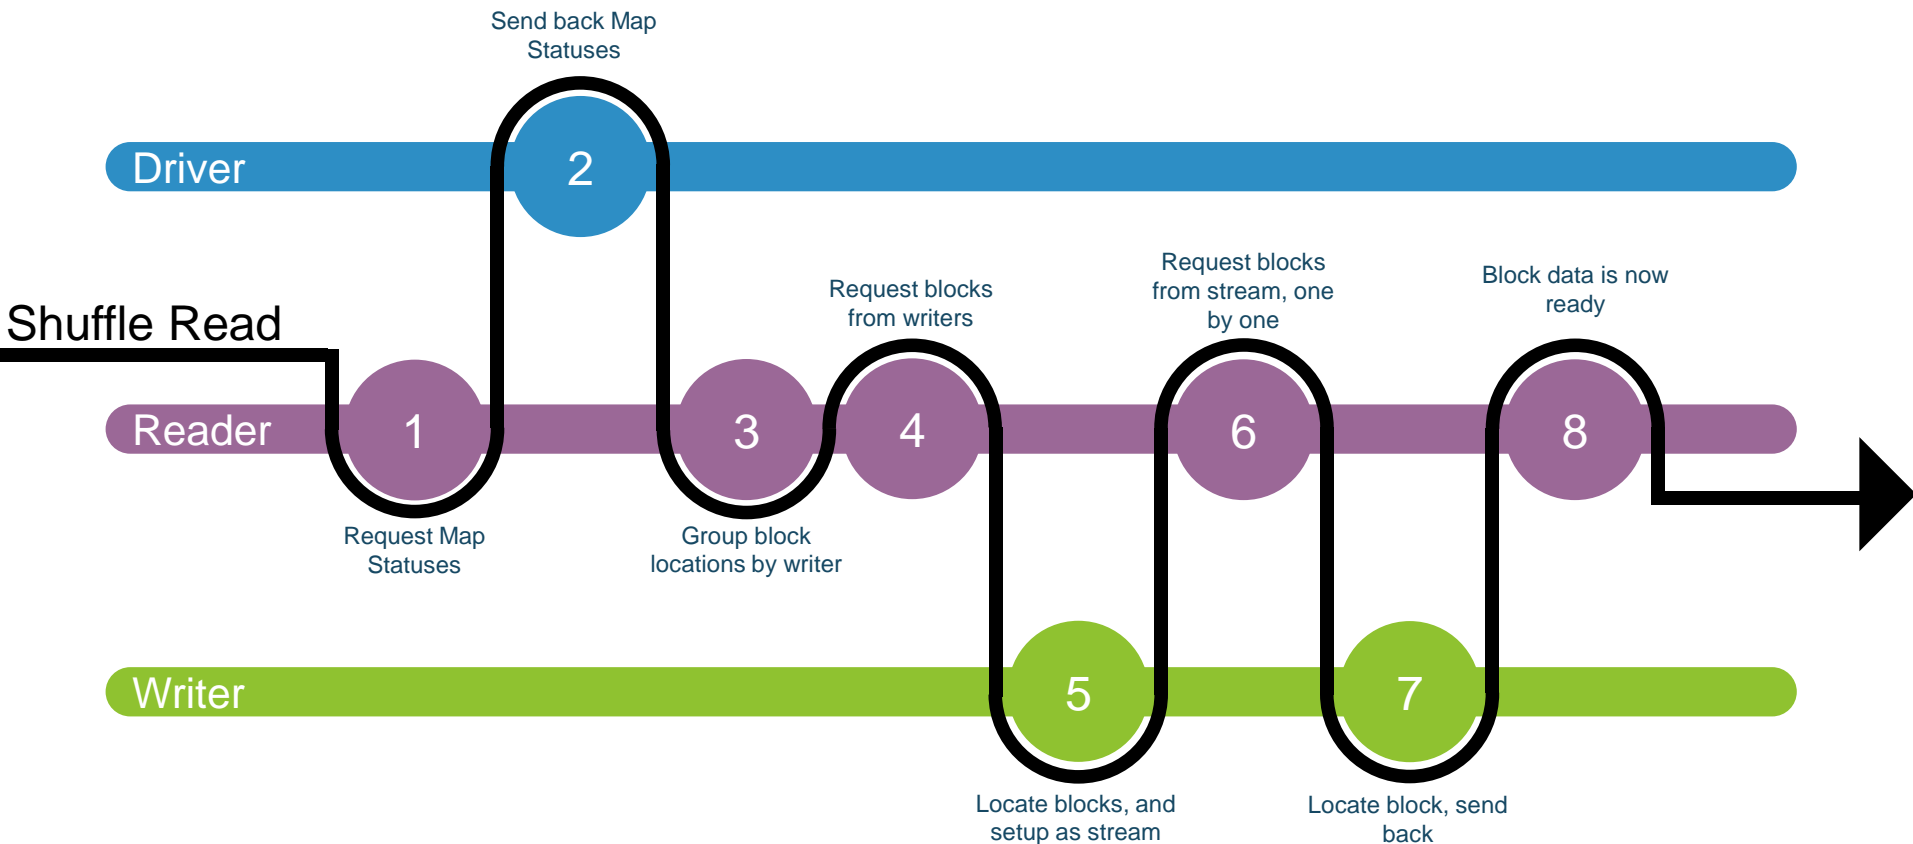 Send back Map
Statuses
Driver
2
Shuffle Read
Request blocks
from writers
Request blocks
from stream, one
by one
Block data is now
ready
Reader
1
3
4
6
8
Request Map
Statuses
Group block
locations by writer
Writer
5
7
Locate blocks, and
setup as stream
Locate block, send
back